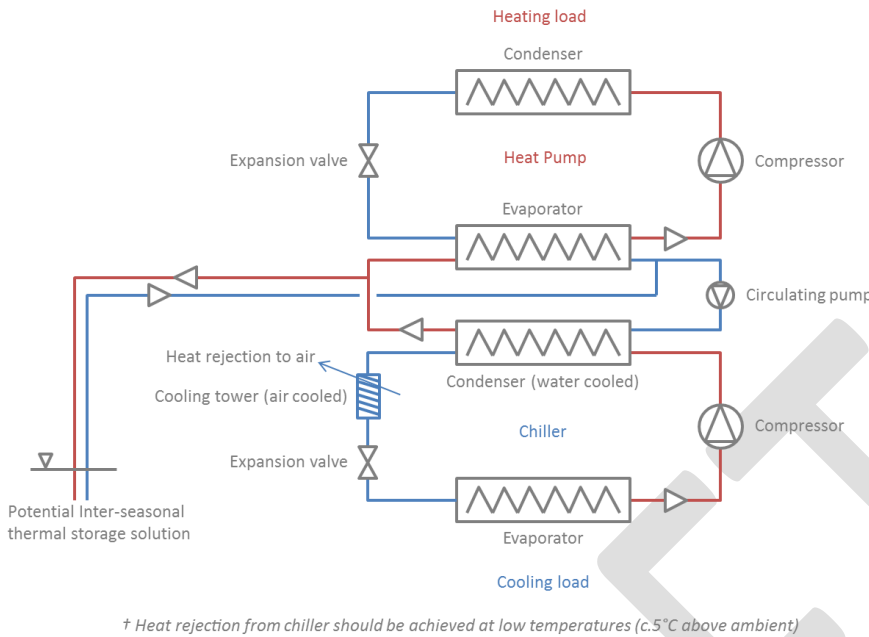 Heating load
Condenser
Expansion valve
Heat Pump
Compressor
Evaporator
Circulating pump
Heat rejection to air
Cooling tower (air cooled)
Condenser (water cooled)
Chiller
Compressor
Expansion valve
Potential Inter-seasonal
thermal storage solution
Evaporator
Cooling load
† Heat rejection from chiller should be achieved at low temperatures (c.5°C above ambient)